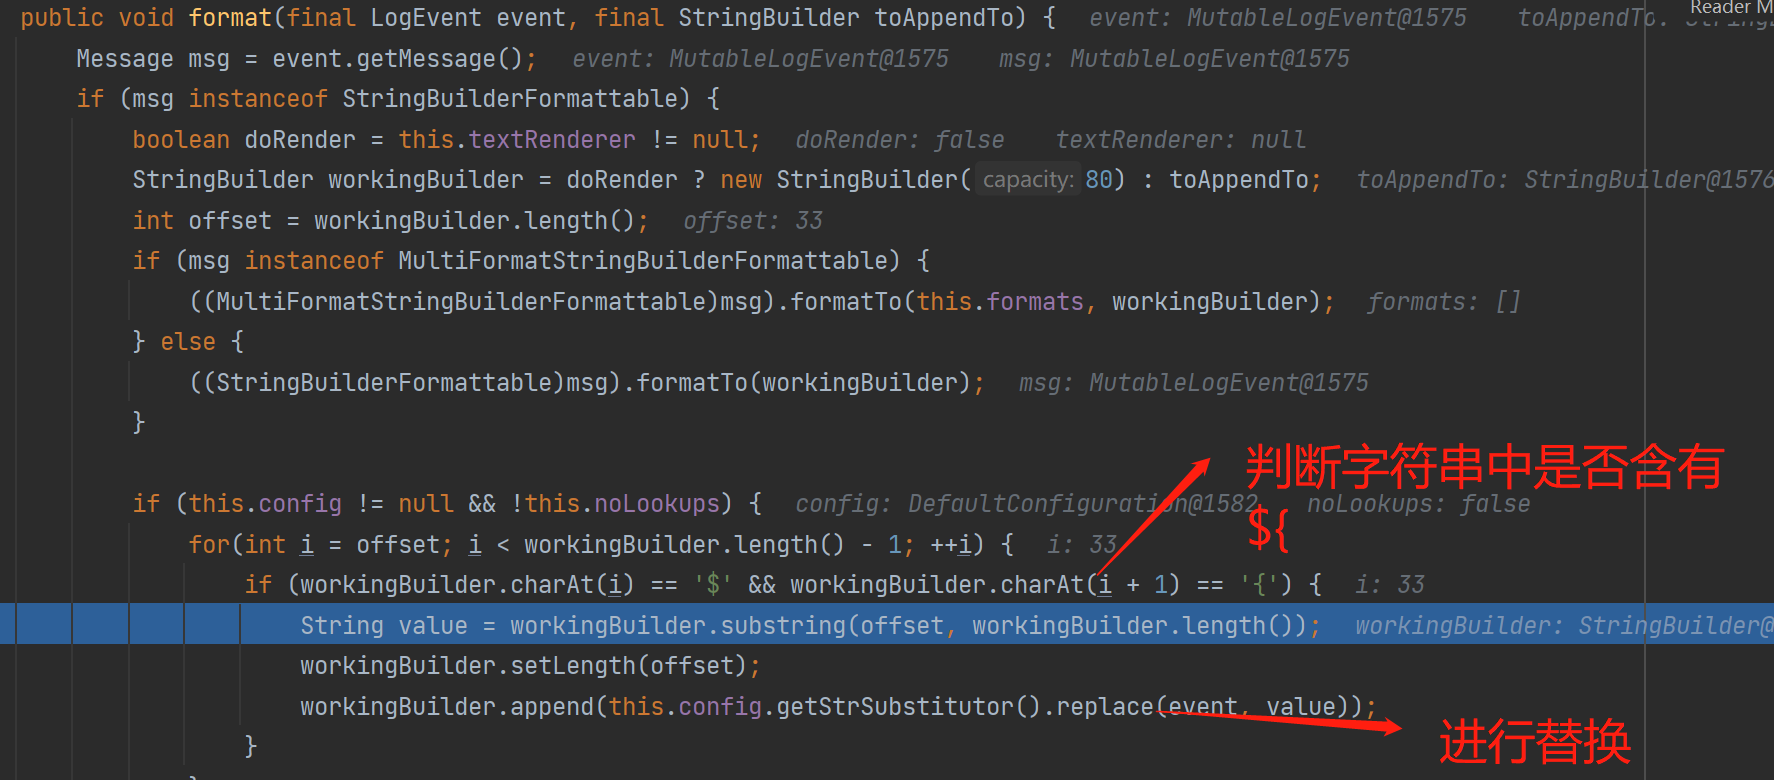 public void format(final LogEvent event, final StringBuilder toAppendTo) { event: MutableLogEvent@1575 toAppendTo:
Reader M
Message msg = event.getMessage(); event: MutableLogEvent@1575 msg: MutableLogEvent@1575
if (msg instanceof StringBuilderFormattable) {
boolean doRender = this.textRenderer != null; doRender: false textRenderer: null
StringBuilder workingBuilder = doRender ? new StringBuilder( capacity: 80) : toAppendTo; toAppendTo: StringBuilder@1576
int offset = workingBuilder.length(); offset: 33
if (msg instanceof MultiFormatStringBuilderFormattable) {
((MultiFormatStringBuilderFormattable)msg).formatTo(this.formats, workingBuilder); formats: []
} else {
((StringBuilderFormattable)msg).formatTo(workingBuilder); msg: MutableLogEvent@1575
}
判断字符串中是否含有
${
if (this.config != null && !this.noLookups) { config: DefaultConfiguration@1582 noLookups: false
for(int i = offset; i < workingBuilder.length() - 1; ++i) { i: 33
if (workingBuilder.charAt(i) == '$' && workingBuilder.charAt(i + 1) == '{') { i: 33
String value = workingBuilder.substring(offset, workingBuilder.length()); workingBuilder: StringBuilder@
workingBuilder.setLength(offset);
workingBuilder.append(this.config.getStrSubstitutor().replace(event, value));
进行替换
}